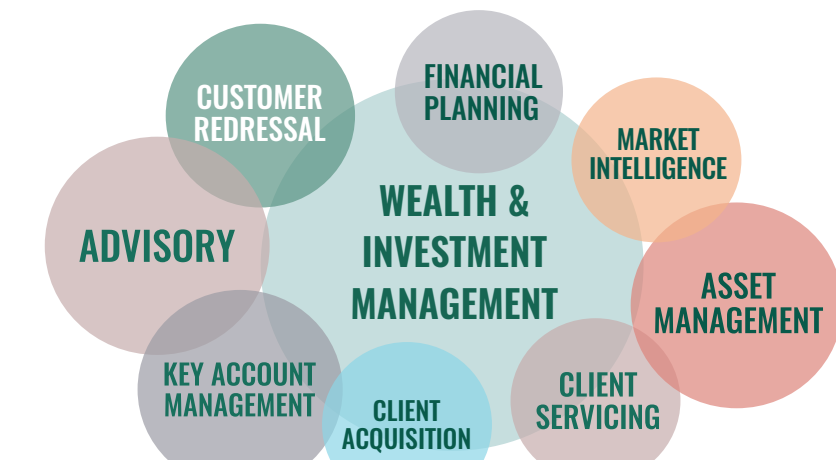 FINANCIAL
PLANNING
CUSTOMER
REDRESSAL
MARKET
INTELLIGENCE
WEALTH &
INVESTMENT
MANAGEMENT
ADVISORY
ASSET
MANAGEMENT
KEY ACCOUNT
MANAGEMENT
CLIENT
ACQUISITION
CLIENT
SERVICING